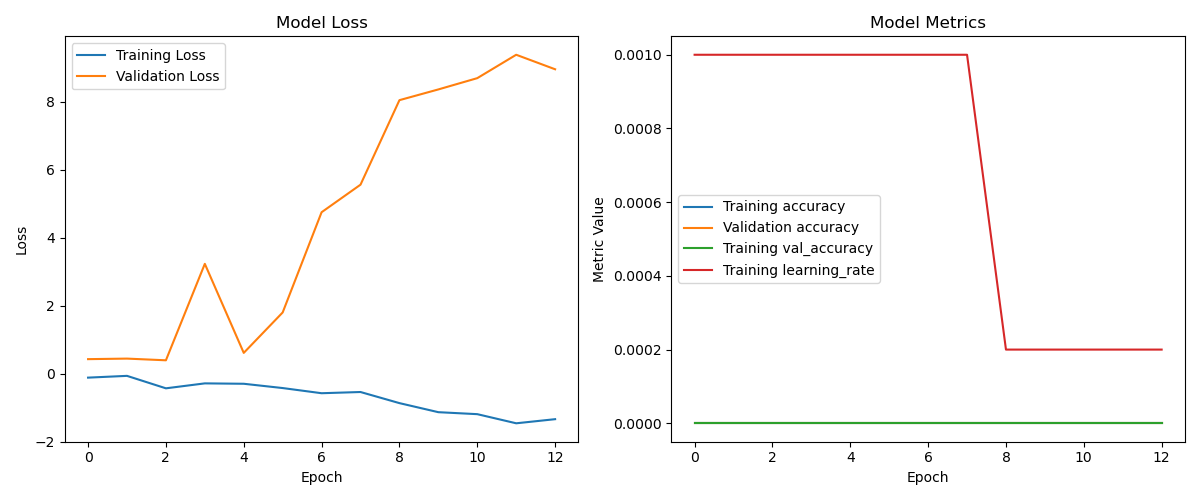 Model Loss
Training Loss
Validation Loss
8
6
4
2
0
−2
0 2 4 6 8 10 12
Epoch
Loss
Model Metrics
0.0010
0.0008
0.0006
0.0004
0.0002
0.0000
Training accuracy
Validation accuracy
Training val_accuracy
Training learning_rate
0 2 4 6 8 10 12
Epoch
Metric Value